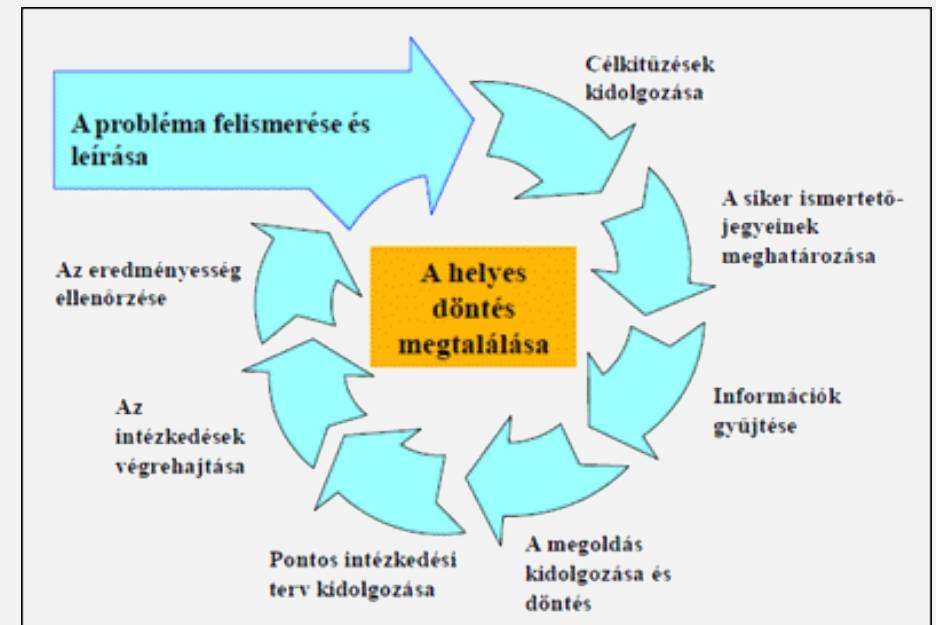 A probléma felismerése és
leírása
Célkitűzések
kidolgozása
A siker ismertető-
jegyeinek
meghatározása
Információk
gyűjtése
A megoldás
kidolgozása és
döntés
Pontos intézkedési
terv kidolgozása
Az
intézkedések
végrehajtása
Az eredményesség
ellenőrzése
A helyes
döntés
megtalálása